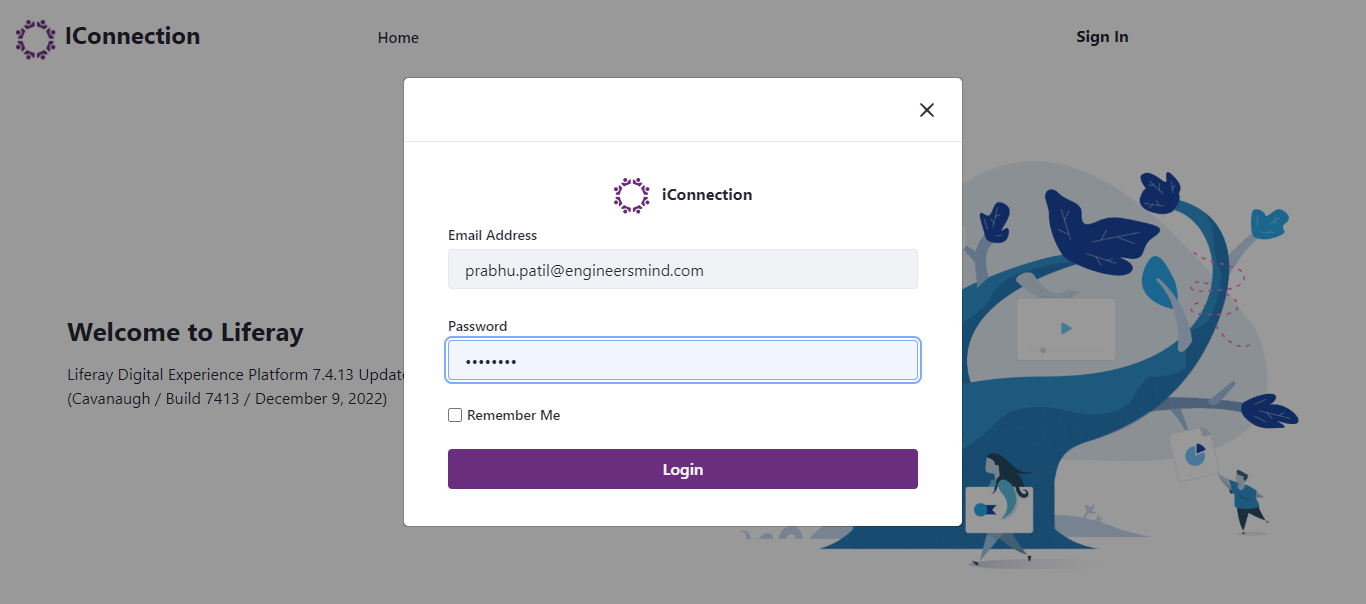 IConnection
Home
Sign In
iConnection
Email Address
prabhu.patil@engineersmind.com
Password
••••••••
Remember Me
Login
Welcome to Liferay
Liferay Digital Experience Platform 7.4.13 Update
(Cavanaugh / Build 7413 / December 9, 2022)